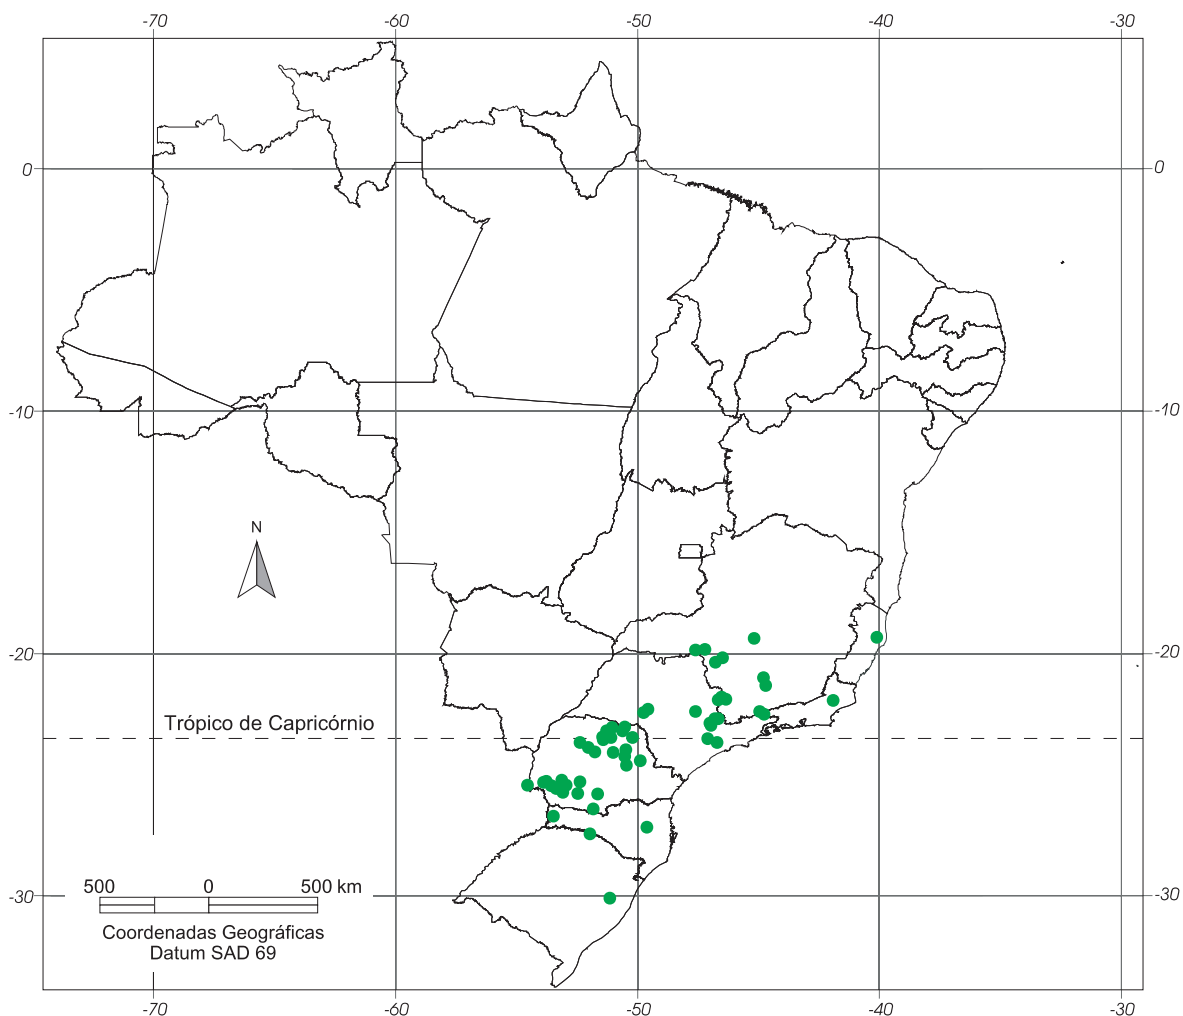 -70 -60 -50 -40 -30
0 0
-10 -10
N
-20 -20
Trópico de Capricórnio
500 0 500 km
-30 -30
Coordenadas Geográficas
Datum SAD 69
-70 -60 -50 -40 -30